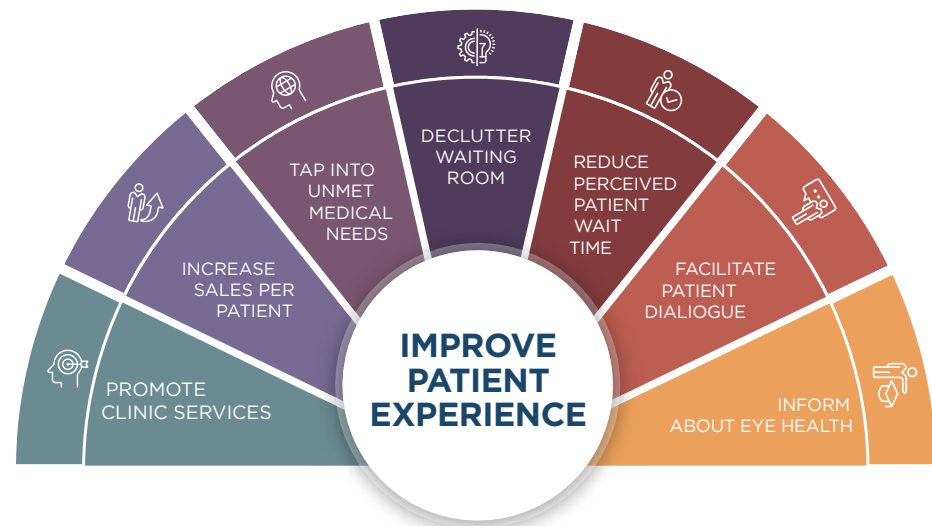 PROMOTE
CLINIC SERVICES
INCREASE
SALES PER
PATIENT
TAP INTO
UNMET
MEDICAL
NEEDS
DECLUTTER
WAITING
ROOM
REDUCE
PERCEIVED
PATIENT
WAIT
TIME
FACILITATE
PATIENT
DIALIOGUE
INFORM
ABOUT EYE HEALTH
IMPROVE
PATIENT
EXPERIENCE